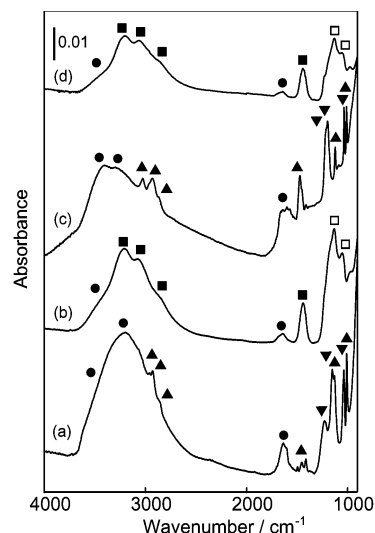 0.01
(d)
(c)
(b)
(a)
Absorbance
4000 3000 2000 1000
Wavenumber / cm⁻¹